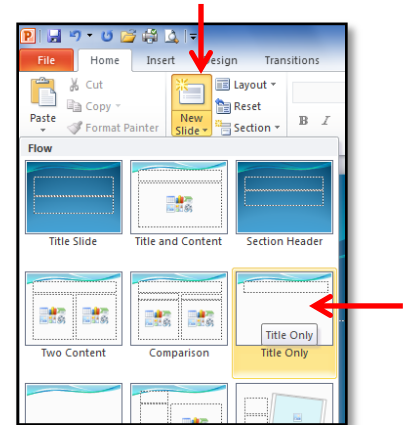 P
File Home Insert Design Transitions
Paste
Cut
Copy
Format Painter
New
Slide
Layout
Reset
Section
B I
Flow
Title Slide Title and Content Section Header
Title Only
Two Content Comparison Title Only